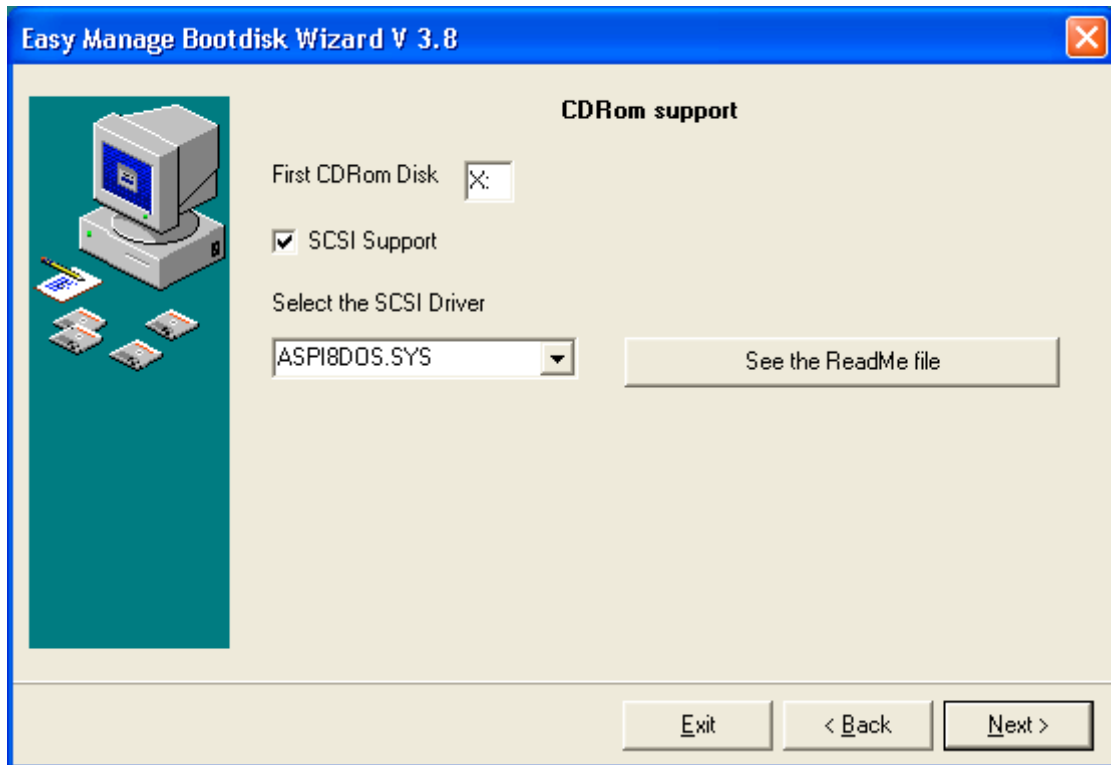 Easy Manage Bootdisk Wizard V 3.8
CDRom support
First CDRom Disk X:
SCSI Support
Select the SCSI Driver
ASPI8DOS.SYS See the ReadMe file
Exit < Back Next >